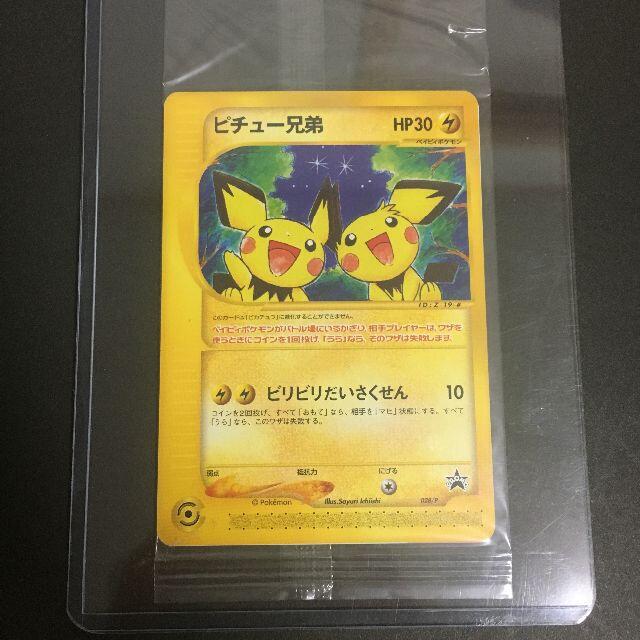 ピチュー兄弟 HP30
ベイビィポケモン
ID:Z 19 #
このカードは「ピカチュウ」に進化することができません。
ベイビィポケモンがバトル場にいるかぎり、相手プレイヤーは、ワザを
使うときにコインを1回投げ、「うら」なら、そのワザは失敗します。
ビリビリだいさくせん 10
コインを2回投げ、すべて「おもて」なら、相手を「マヒ」状態にする。すべて
「うら」なら、このワザは失敗する。
弱点 抵抗力 にげる
© Pokémon Illus. Sayuri Ichiishi 028/P